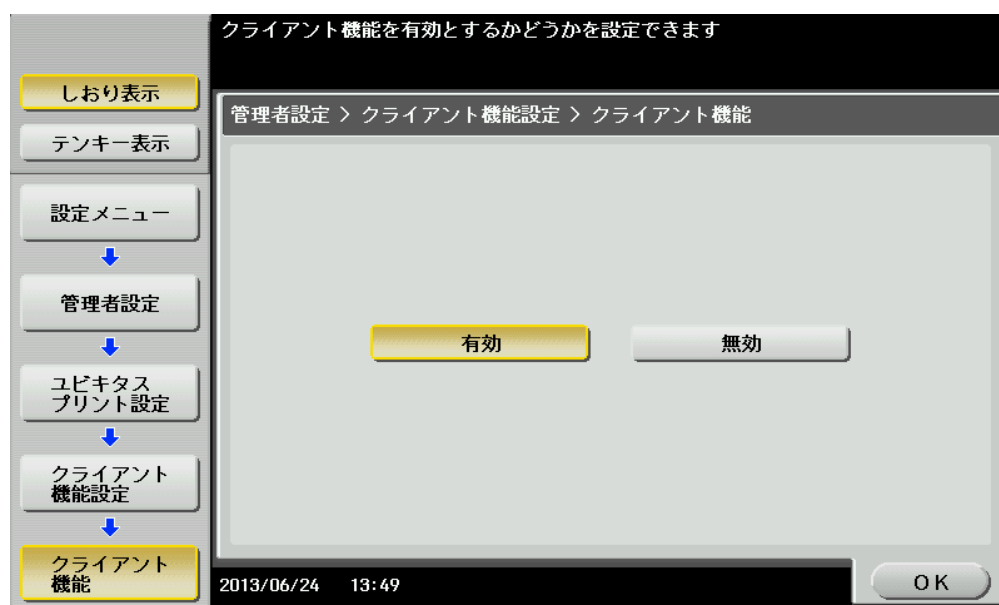 クライアント機能を有効とするかどうかを設定できます
しおり表示
テンキー表示
設定メニュー
管理者設定
ユビキタス
プリント設定
クライアント
機能設定
クライアント
機能
管理者設定 > クライアント機能設定 > クライアント機能
有効
無効
2013/06/24 13:49
OK